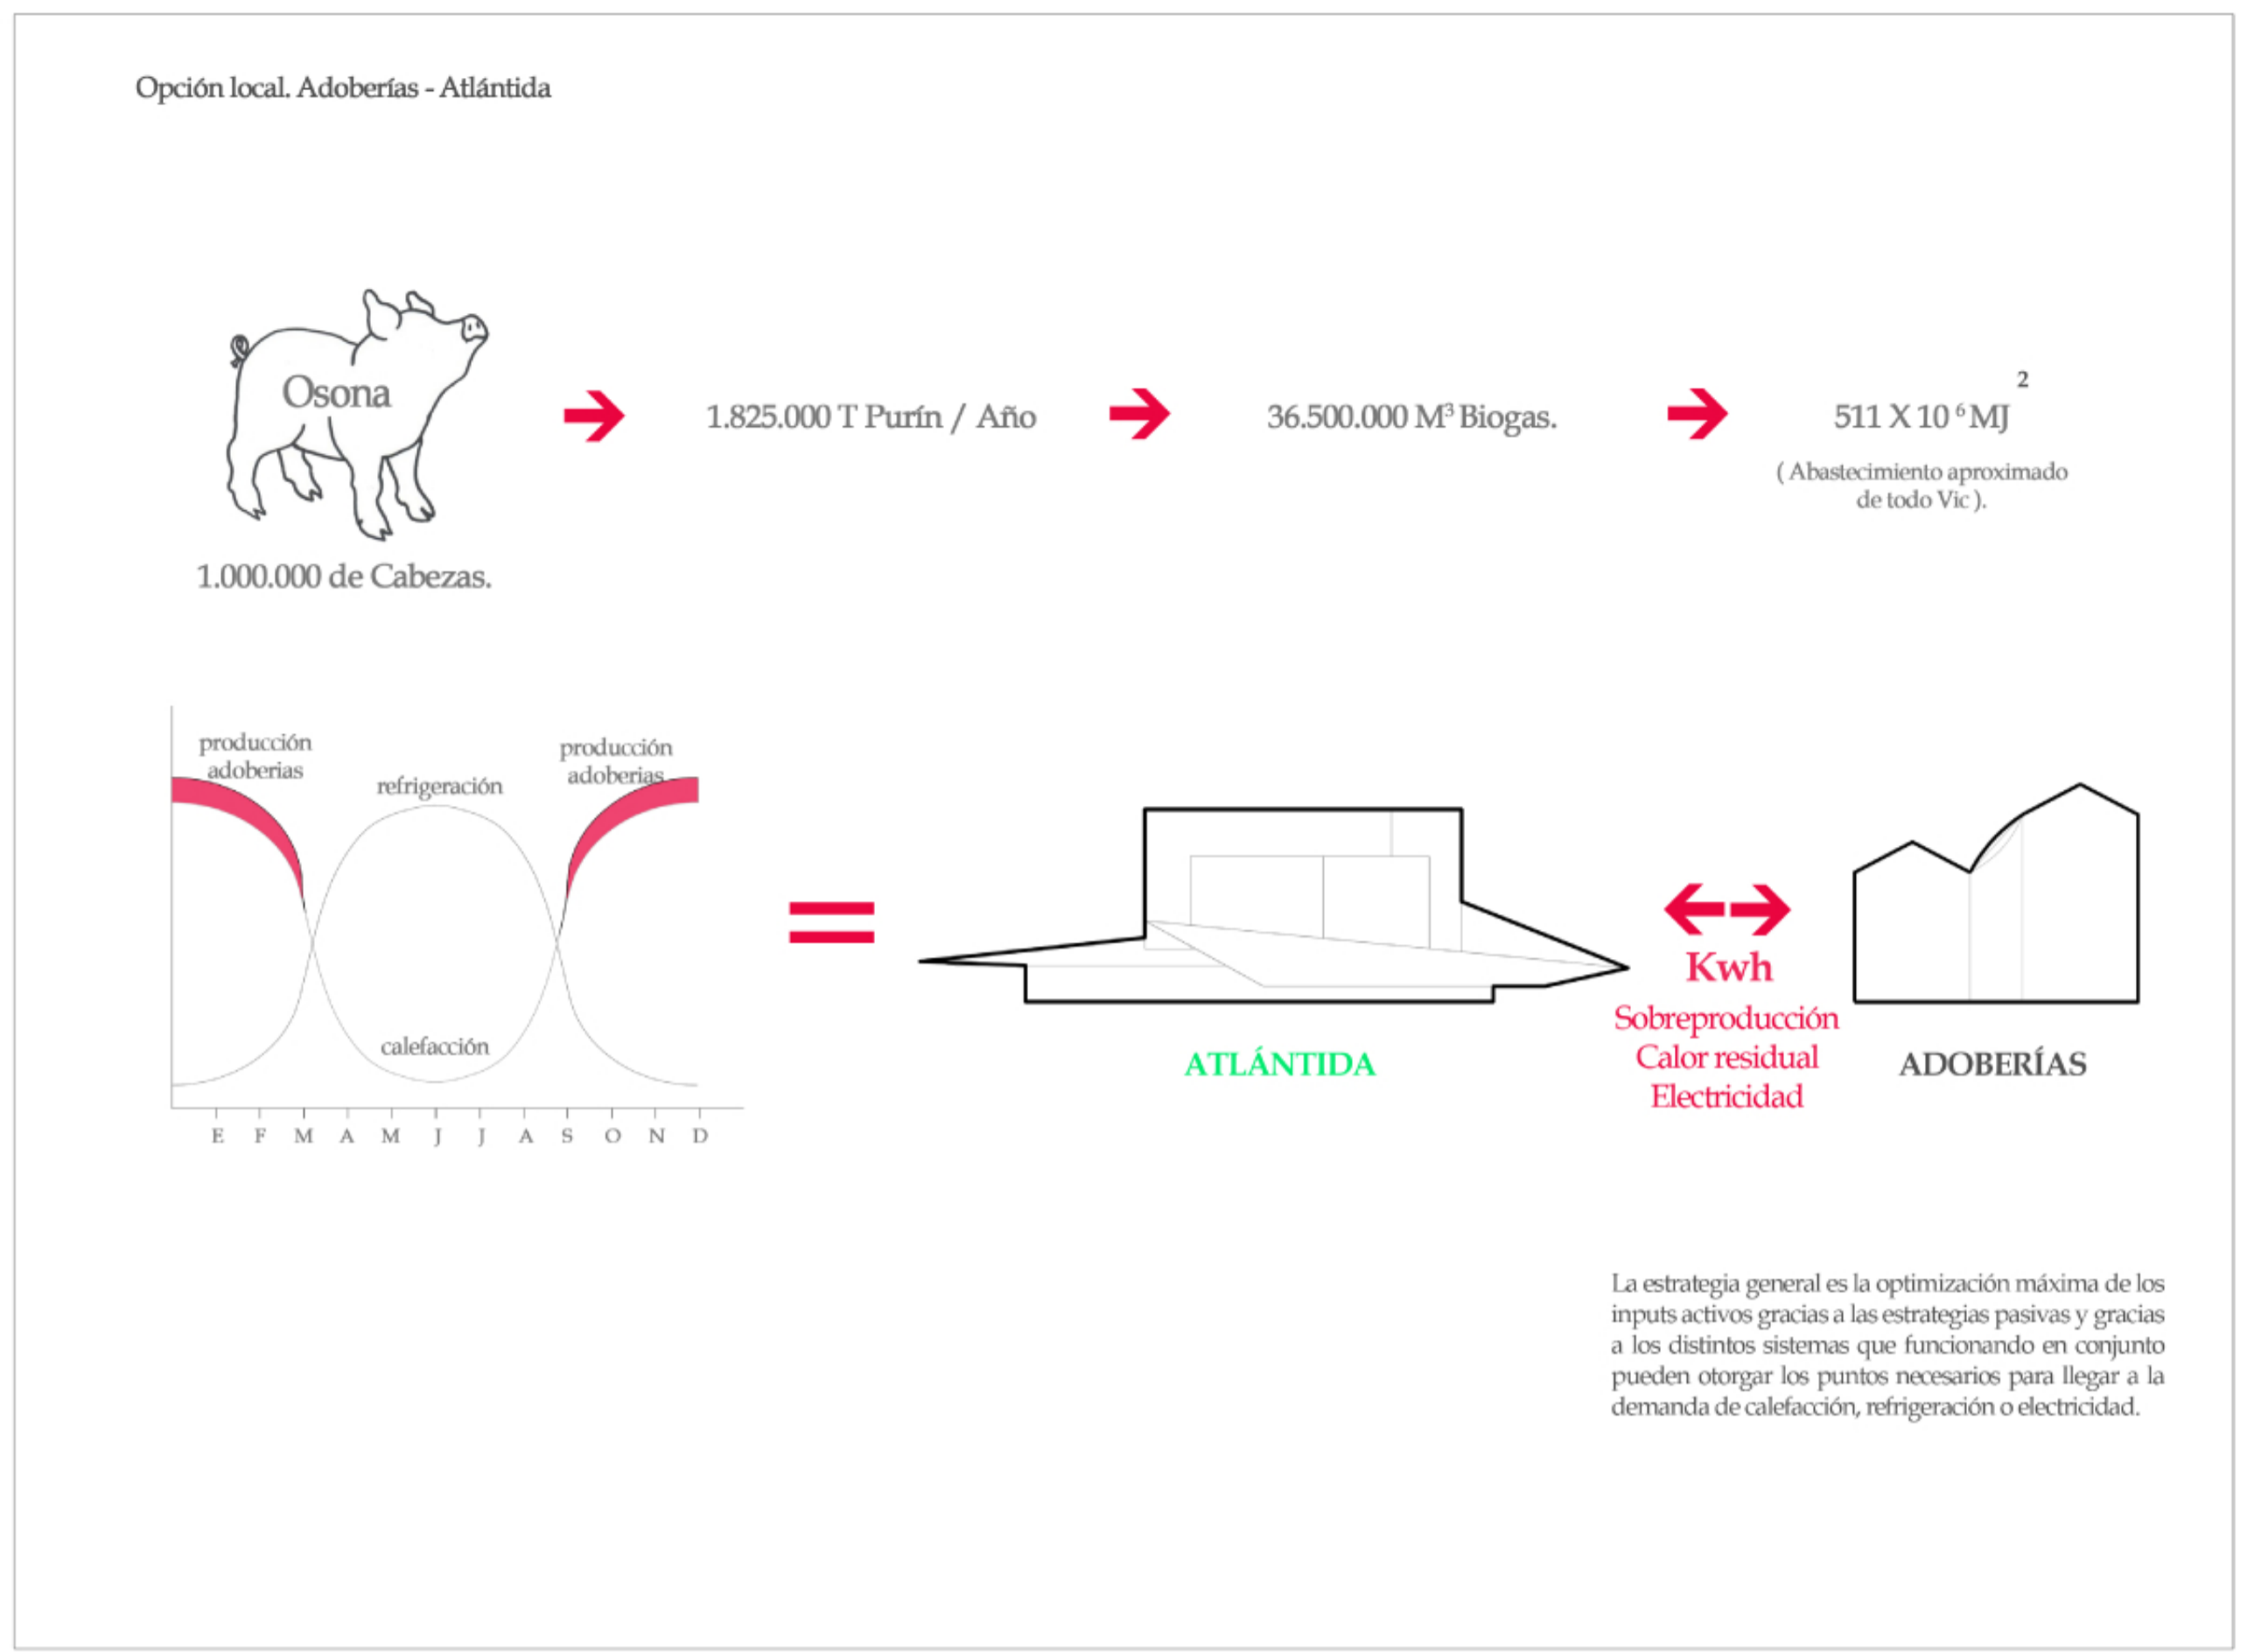 Opción local. Adoberías - Atlántida
Osona
1.000.000 de Cabezas.
1.825.000 T Purín / Año
36.500.000 M³ Biogas.
2
511 X 10 ⁶ MJ
( Abastecimiento aproximado
de todo Vic ).
producción
adoberias
refrigeración
producción
adoberias
calefacción
E F M A M J J A S O N D
=
ATLÁNTIDA
Kwh
Sobreproducción
Calor residual
Electricidad
ADOBERÍAS
La estrategia general es la optimización máxima de los
inputs activos gracias a las estrategias pasivas y gracias
a los distintos sistemas que funcionando en conjunto
pueden otorgar los puntos necesarios para llegar a la
demanda de calefacción, refrigeración o electricidad.